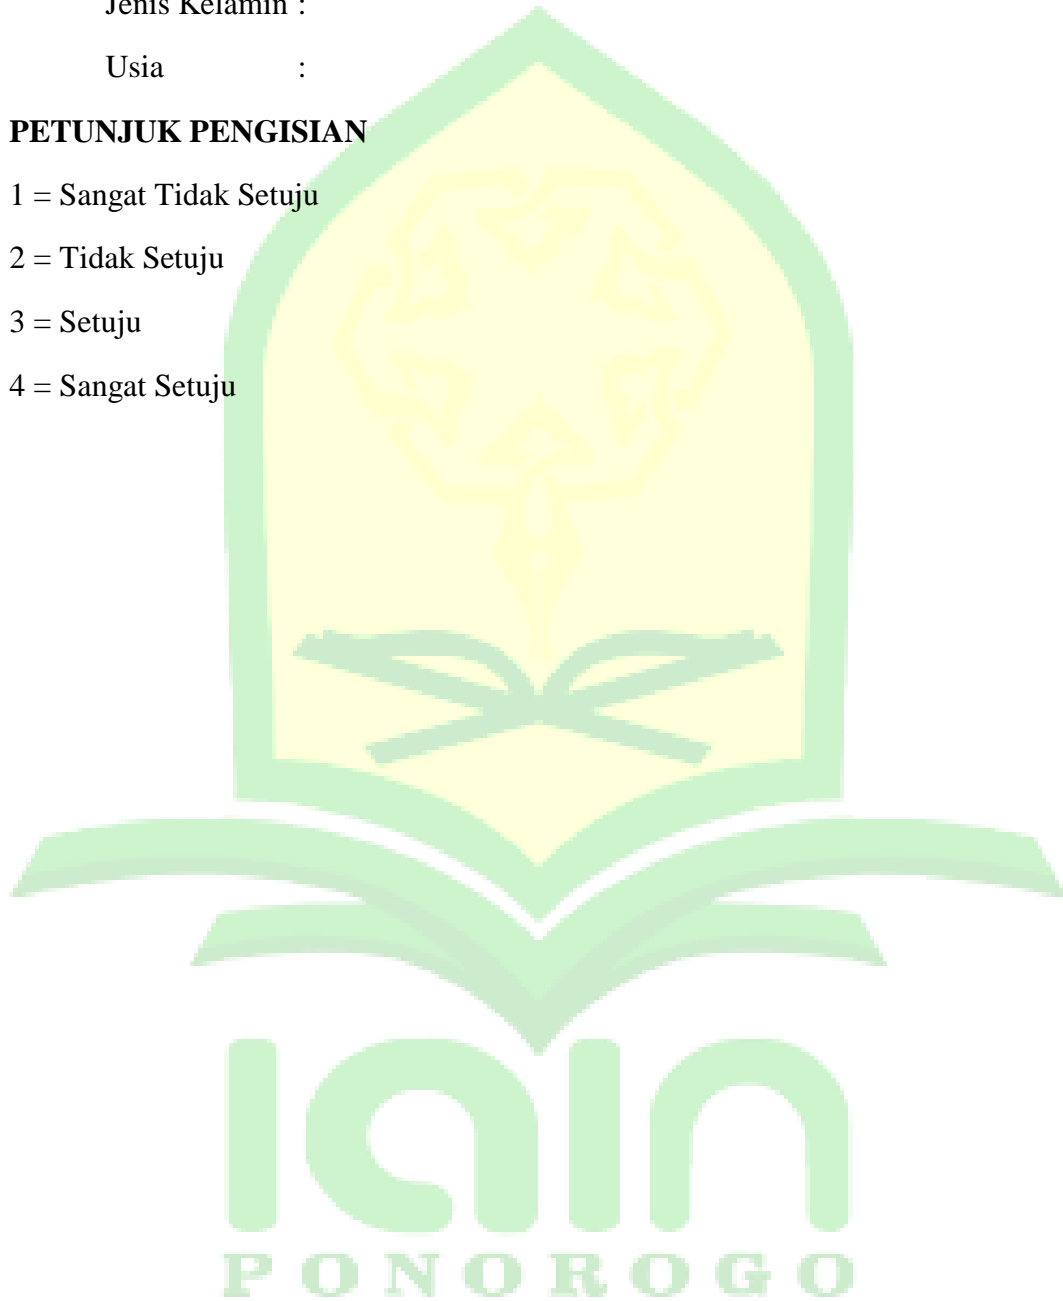 Jenis Kelamin :
Usia :
PETUNJUK PENGISIAN
1 = Sangat Tidak Setuju
2 = Tidak Setuju
3 = Setuju
4 = Sangat Setuju
iain
PONOROGO